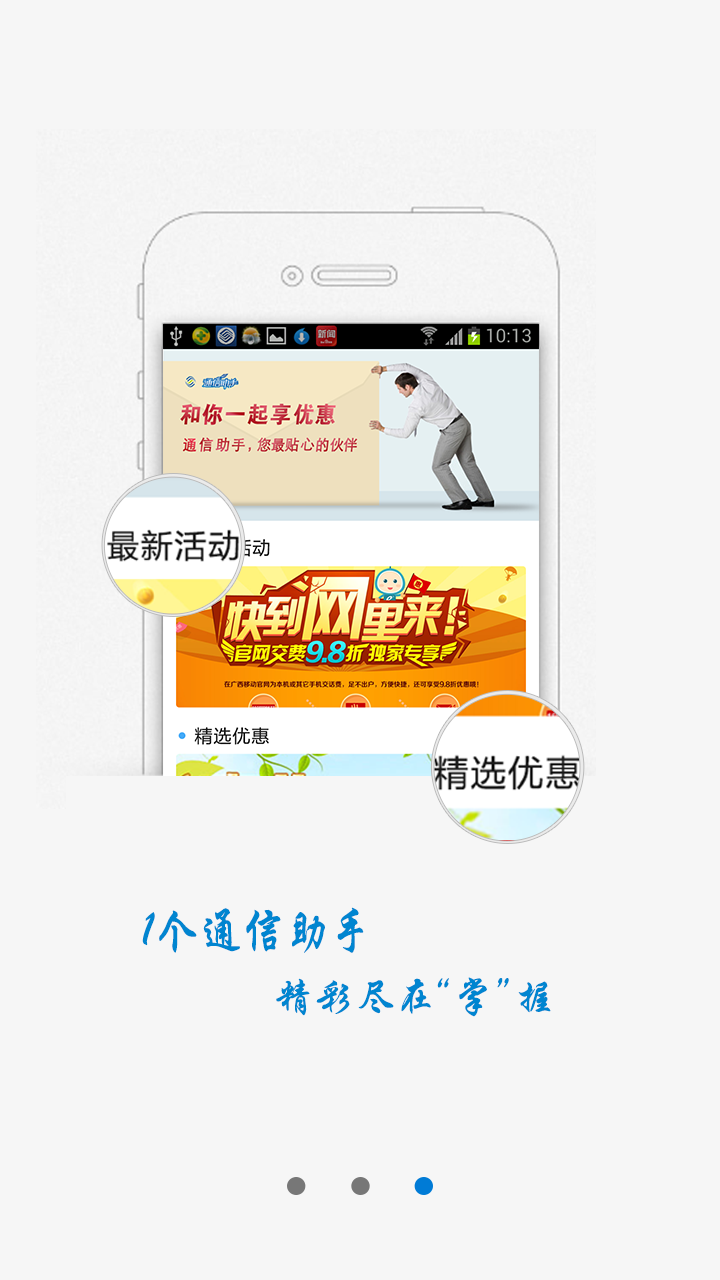 新闻
10:13
通信助手
和你一起享优惠
通信助手，您最贴心的伙伴
最新活动
活动
快到网里来!
官网交费9.8折 独家专享
在广西移动官网为本机或其它手机交话费，足不出户，方便快捷，还可享受9.8折优惠哦!
精选优惠
精选优惠
1个通信助手
精彩尽在“掌”握